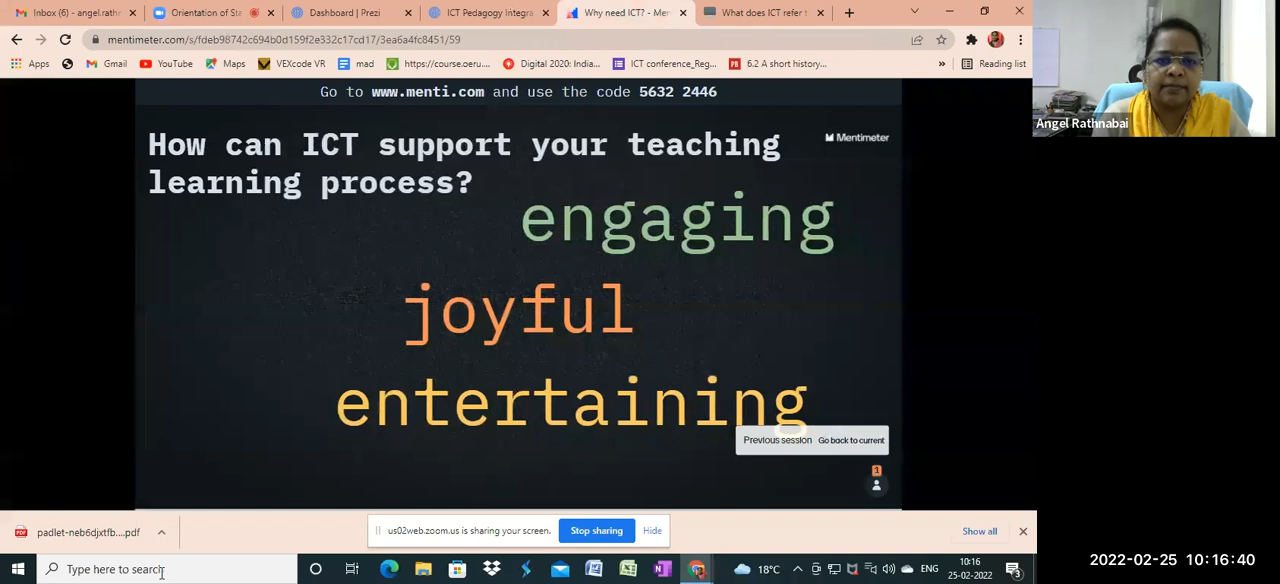 Inbox (6) - angel.rathn
Orientation of Sta
Dashboard | Prezi
ICT Pedagogy Integra
Why need ICT? - Men
What does ICT refer t
mentimeter.com/s/fdeb98742c694b0d159f2e332c17cd17/3ea6a4fc8451/59
Apps
Gmail
YouTube
Maps
VEXcode VR
mad
https://course.oeru....
Digital 2020: India...
ICT conference_Reg...
6.2 A short history...
»
Reading list
Go to www.menti.com and use the code 5632 2446
How can ICT support your teaching
learning process?
Mentimeter
engaging
joyful
entertaining
Previous session Go back to current
1
Angel Rathnabai
padlet-neb6djxtfb....pdf
us02web.zoom.us is sharing your screen.
Stop sharing
Hide
Show all
Type here to search
18°C
ENG
10:16
25-02-2022
3
2022-02-25 10:16:40